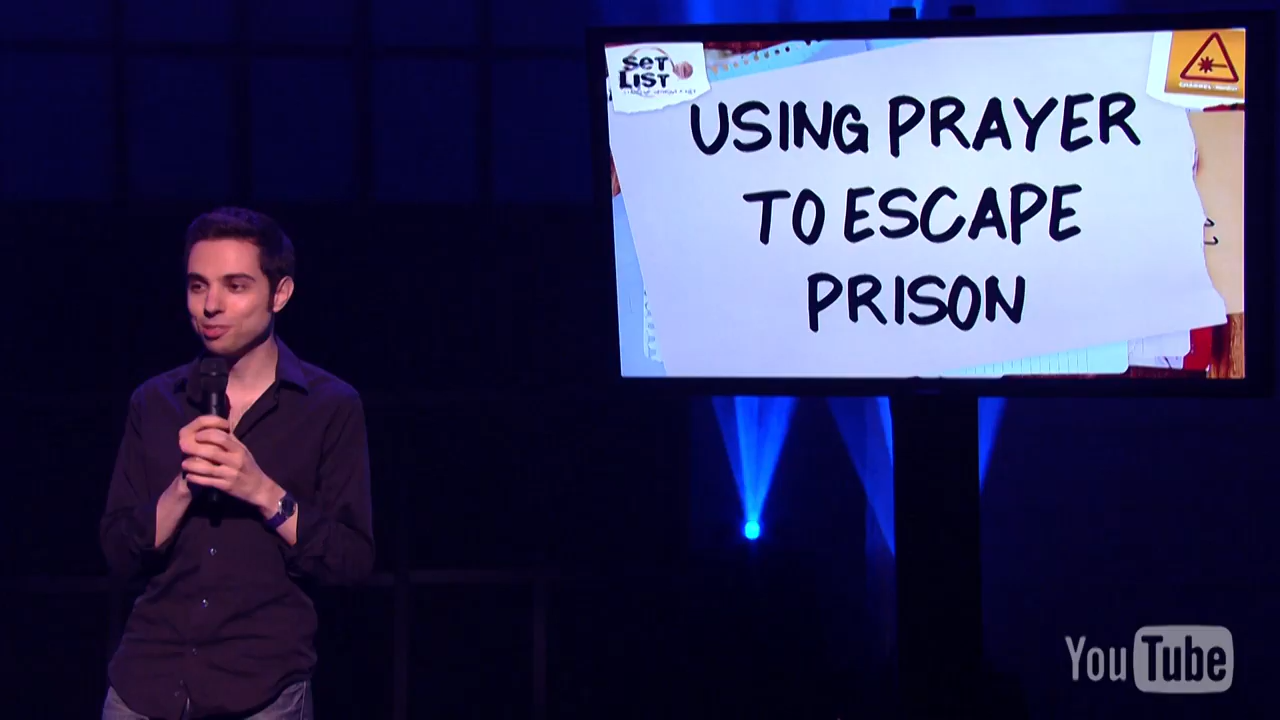 SET
LIST
USING PRAYER
TO ESCAPE
PRISON
YouTube